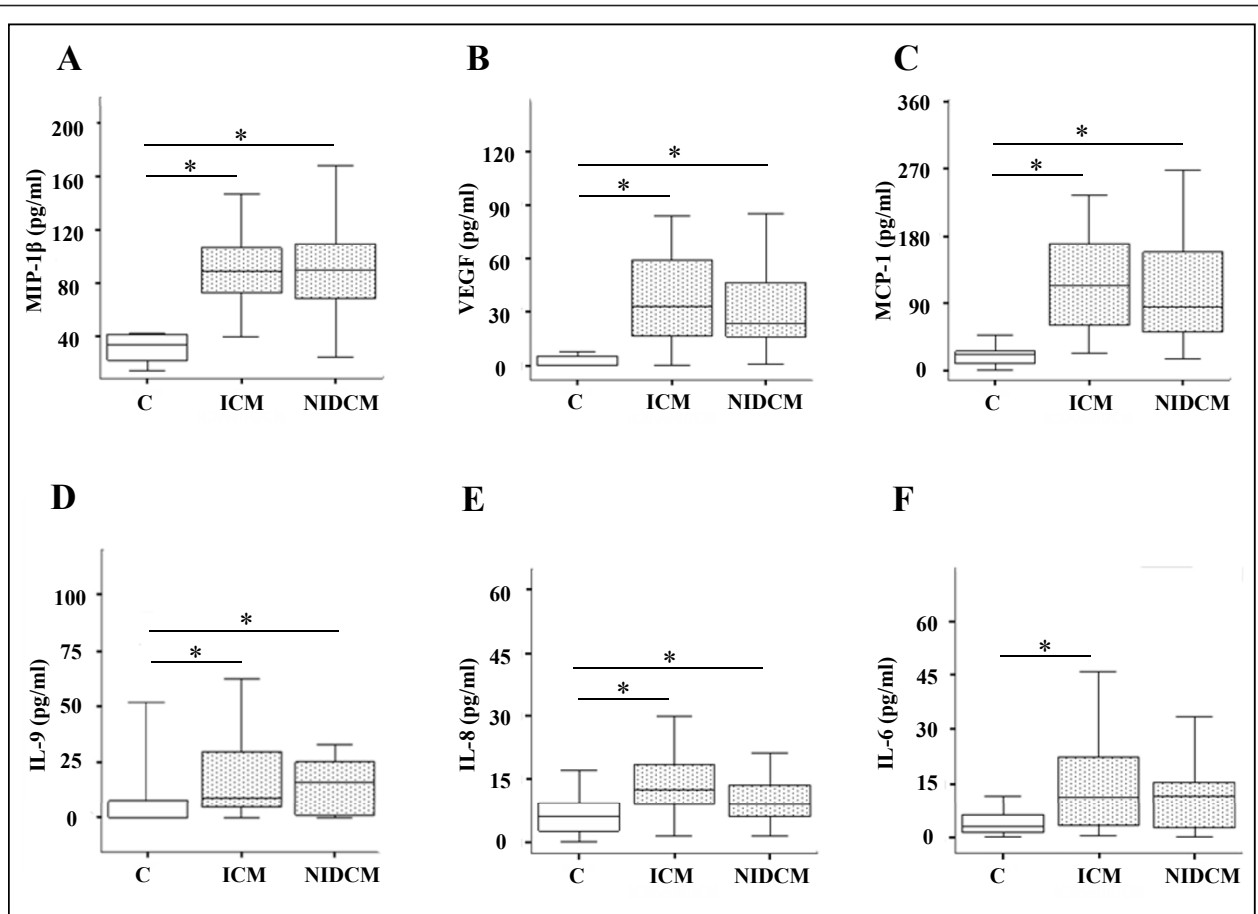 A
MIP-1β (pg/ml)
200
160
120
80
40
*
*
C ICM NIDCM
B
VEGF (pg/ml)
120
90
60
30
0
*
*
C ICM NIDCM
C
MCP-1 (pg/ml)
360
270
180
90
0
*
*
C ICM NIDCM
D
IL-9 (pg/ml)
100
75
50
25
0
*
*
C ICM NIDCM
E
IL-8 (pg/ml)
60
45
30
15
0
*
*
C ICM NIDCM
F
IL-6 (pg/ml)
60
45
30
15
0
*
C ICM NIDCM